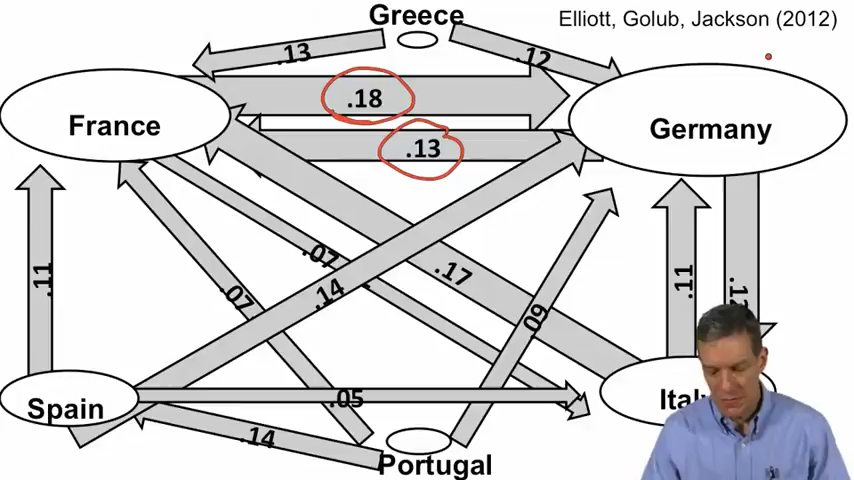 Greece
Elliott, Golub, Jackson (2012)
.13
.12
.18
France
Germany
.13
.07
.17
.11
.07
.14
.11
.09
.05
Spain
.14
Portugal